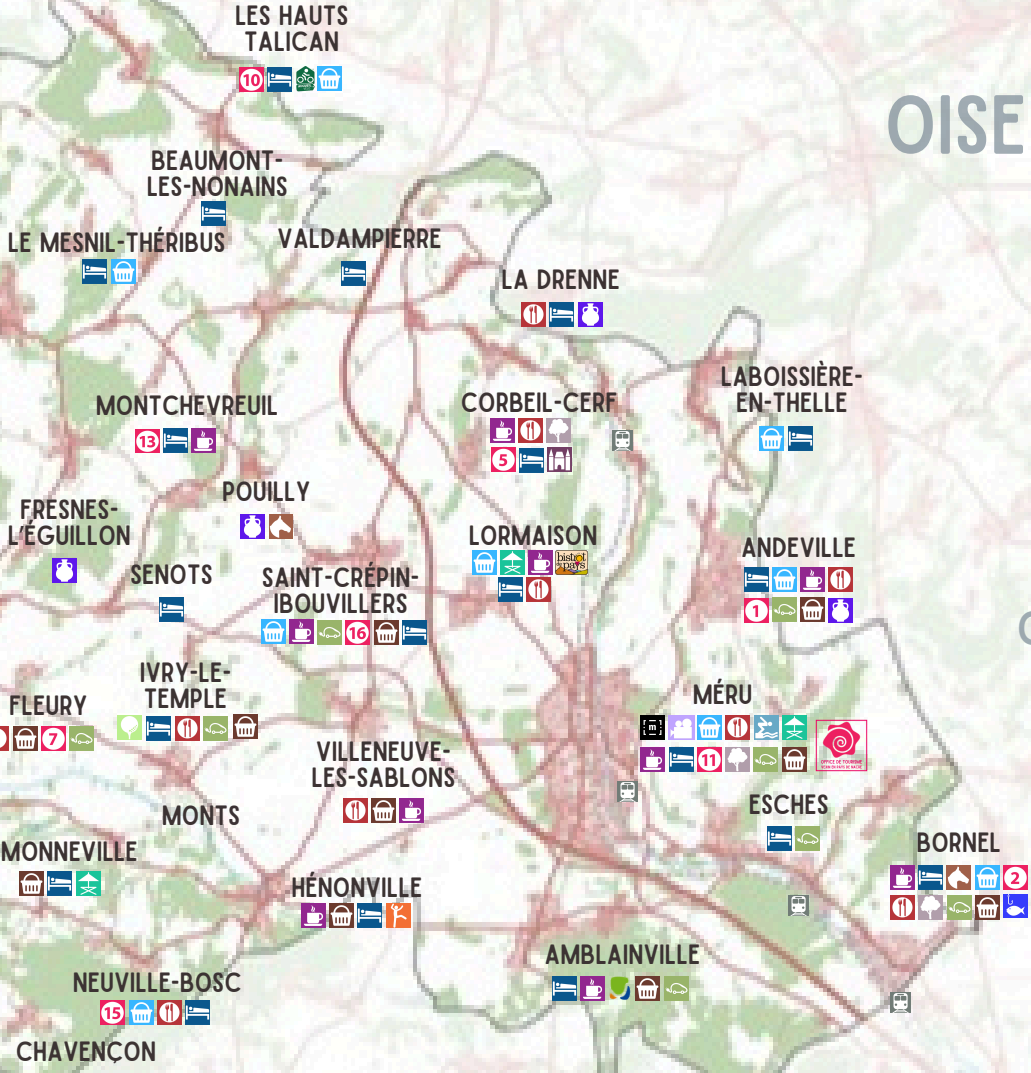 LES HAUTS
TALICAN
10
OISE
BEAUMONT-
LES-NONAINS
LE MESNIL-THÉRIBUS
VALDAMPIERRE
LA DRENNE
LABOISSIÈRE-
EN-THELLE
MONTCHEVREUIL
13
CORBEIL-CERF
5
POUILLY
FRESNES-
L'ÉGUILLON
LORMAISON
bistrot
pays
ANDEVILLE
1
SENOTS
SAINT-CRÉPIN-
IBOUVILLERS
16
IVRY-LE-
TEMPLE
FLEURY
7
MÉRU
m
11
OFFICE DE TOURISME
VILLENEUVE-
LES-SABLONS
MONTS
ESCHES
MONNEVILLE
BORNEL
2
HÉNONVILLE
AMBLAINVILLE
NEUVILLE-BOSC
15
CHAVENÇON